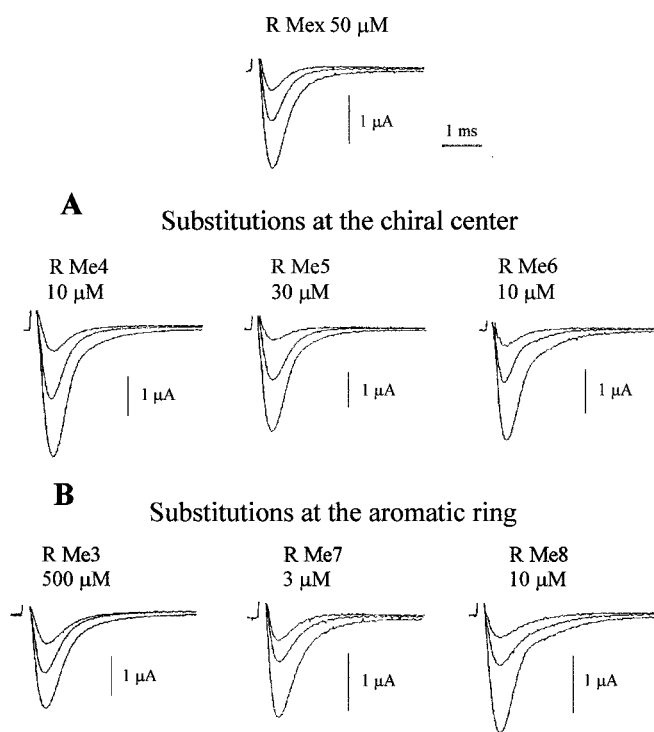 R Mex 50 µM
1 µA
1 ms
A
Substitutions at the chiral center
R Me4
10 µM
R Me5
30 µM
R Me6
10 µM
1 µA
1 µA
1 µA
B
Substitutions at the aromatic ring
R Me3
500 µM
R Me7
3 µM
R Me8
10 µM
1 µA
1 µA
1 µA